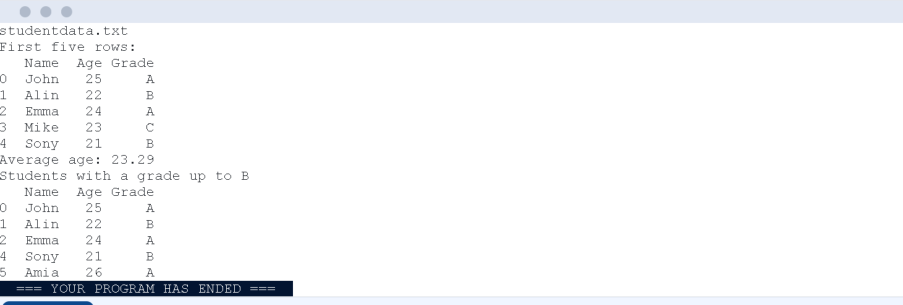 studentdata.txt
First five rows:
   Name  Age Grade
0  John   25     A
1  Alin   22     B
2  Emma   24     A
3  Mike   23     C
4  Sony   21     B
Average age: 23.29
Students with a grade up to B
   Name  Age Grade
0  John   25     A
1  Alin   22     B
2  Emma   24     A
4  Sony   21     B
5  Amia   26     A
=== YOUR PROGRAM HAS ENDED ===